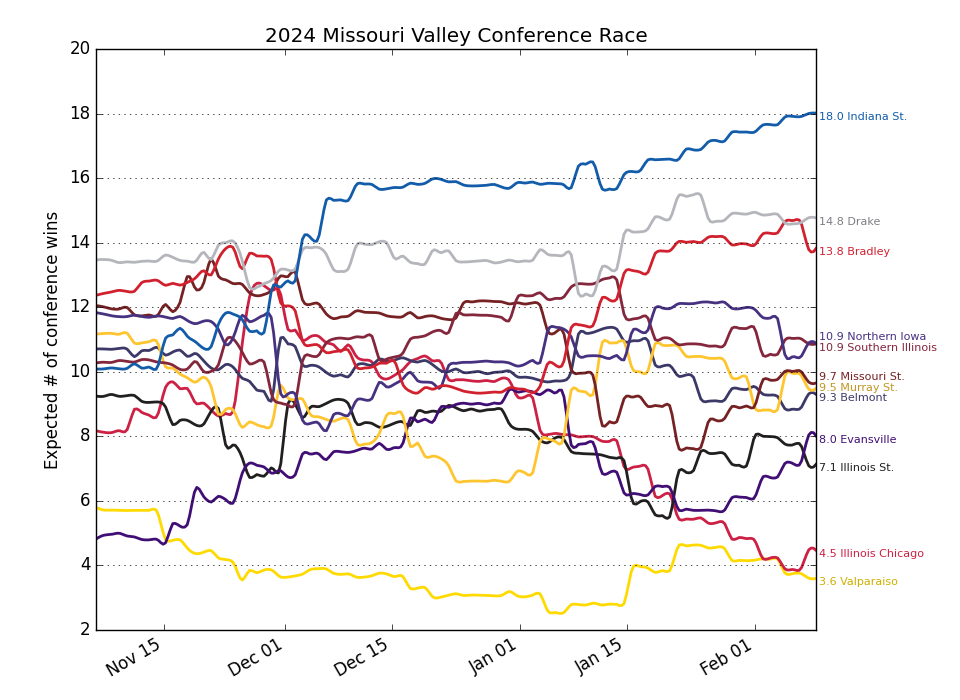 2024 Missouri Valley Conference Race
Expected # of conference wins
20
18
16
14
12
10
8
6
4
2
Nov 15
Dec 01
Dec 15
Jan 01
Jan 15
Feb 01
18.0 Indiana St.
14.8 Drake
13.8 Bradley
10.9 Northern Iowa
10.9 Southern Illinois
9.7 Missouri St.
9.5 Murray St.
9.3 Belmont
8.0 Evansville
7.1 Illinois St.
4.5 Illinois Chicago
3.6 Valparaiso